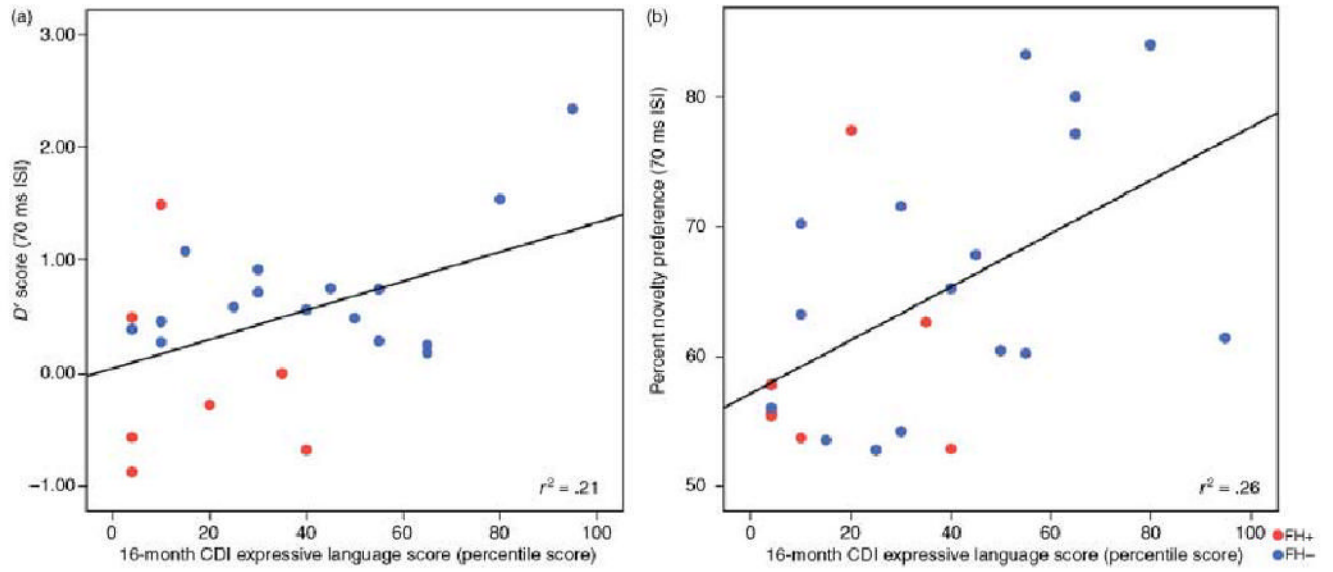 (a)
3.00
2.00
1.00
0.00
−1.00
D′ score (70 ms ISI)
r² = .21
0 20 40 60 80 100
16-month CDI expressive language score (percentile score)
(b)
80
70
60
50
Percent novelty preference (70 ms ISI)
r² = .26
0 20 40 60 80 100
16-month CDI expressive language score (percentile score)
FH+
FH−